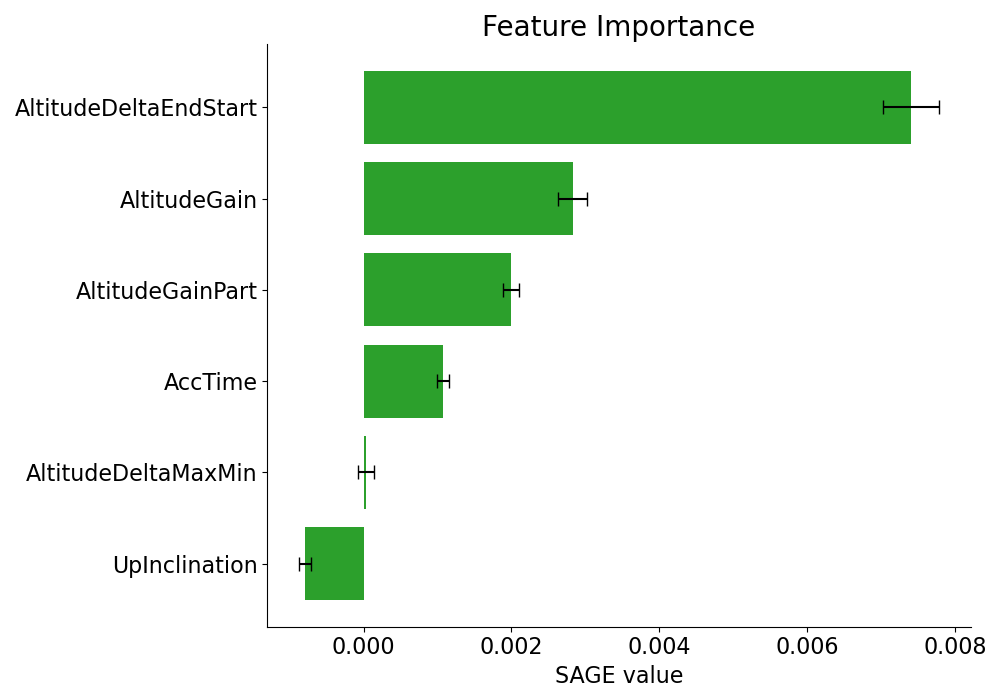 Feature Importance
AltitudeDeltaEndStart
AltitudeGain
AltitudeGainPart
AccTime
AltitudeDeltaMaxMin
UpInclination
0.000 0.002 0.004 0.006 0.008
SAGE value